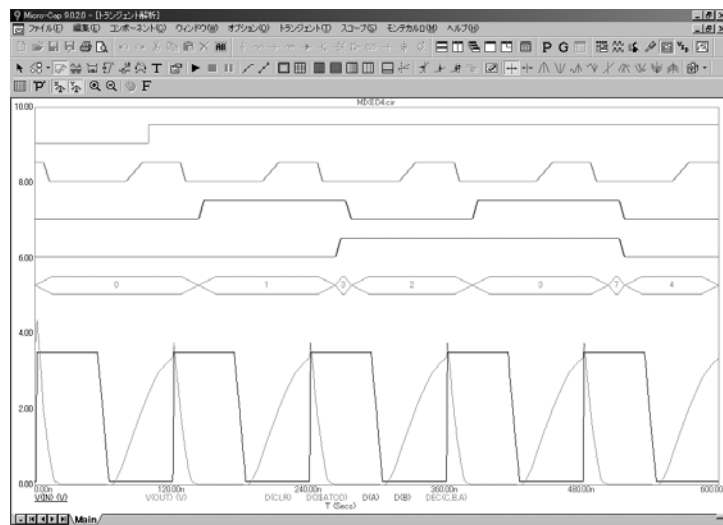 Micro-Cap 9.0.2.0 - [トランジェント解析]
ファイル(F) 編集(E) コンポーネント(C) ウィンドウ(W) オプション(O) トランジェント(T) スコープ(S) モンテカルロ(M) ヘルプ(H)
P G
T
P F
MIXED4.cir
10.00
8.00
6.00
0 1 3 2 3 7 4
4.00
2.00
0.00
0.00n 120.00n 240.00n 360.00n 480.00n 600.00
V(IN) (V) V(OUT) (V) D(CLR) D(A) D(B) DEC(C,B,A)
T (Secs)
Main